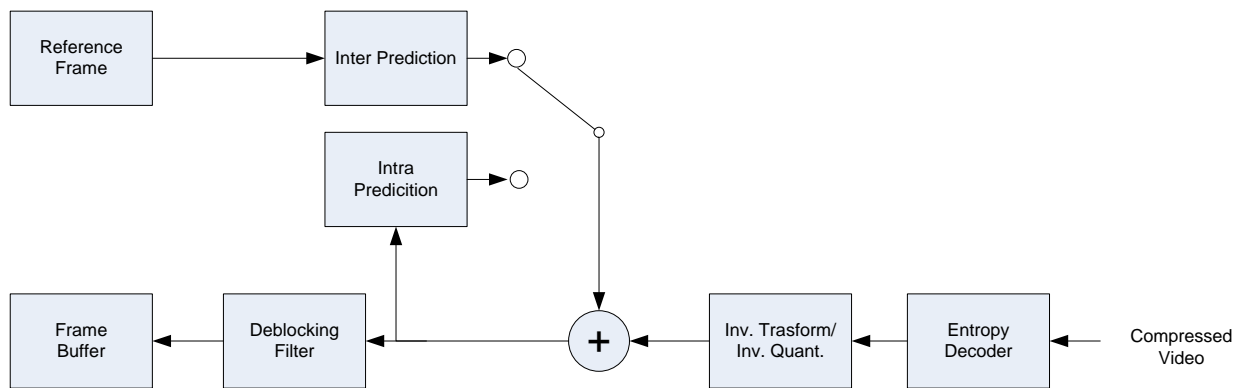 Reference
Frame
Inter Prediction
Intra
Predicition
Frame
Buffer
Deblocking
Filter
+
Inv. Trasform/
Inv. Quant.
Entropy
Decoder
Compressed
Video